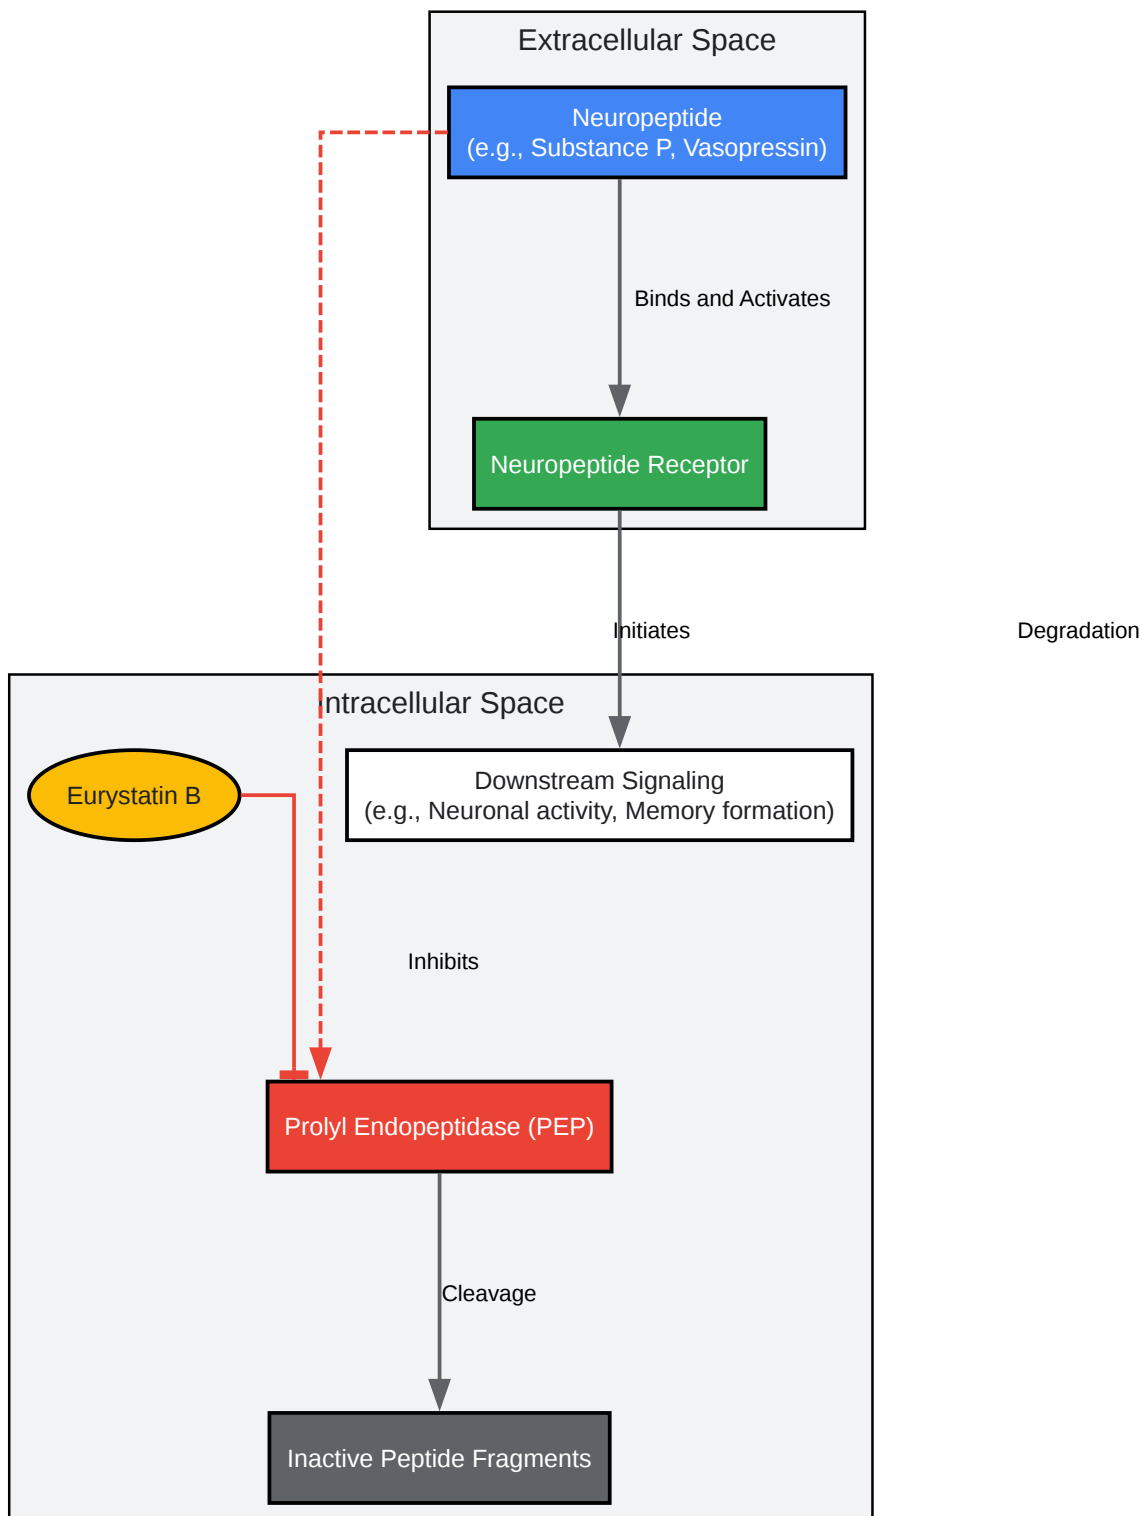 Extracellular Space
Neuropeptide
(e.g., Substance P, Vasopressin)
Binds and Activates
Neuropeptide Receptor
Initiates
Degradation
Intracellular Space
Eurystatin B
Downstream Signaling
(e.g., Neuronal activity, Memory formation)
Inhibits
Prolyl Endopeptidase (PEP)
Cleavage
Inactive Peptide Fragments